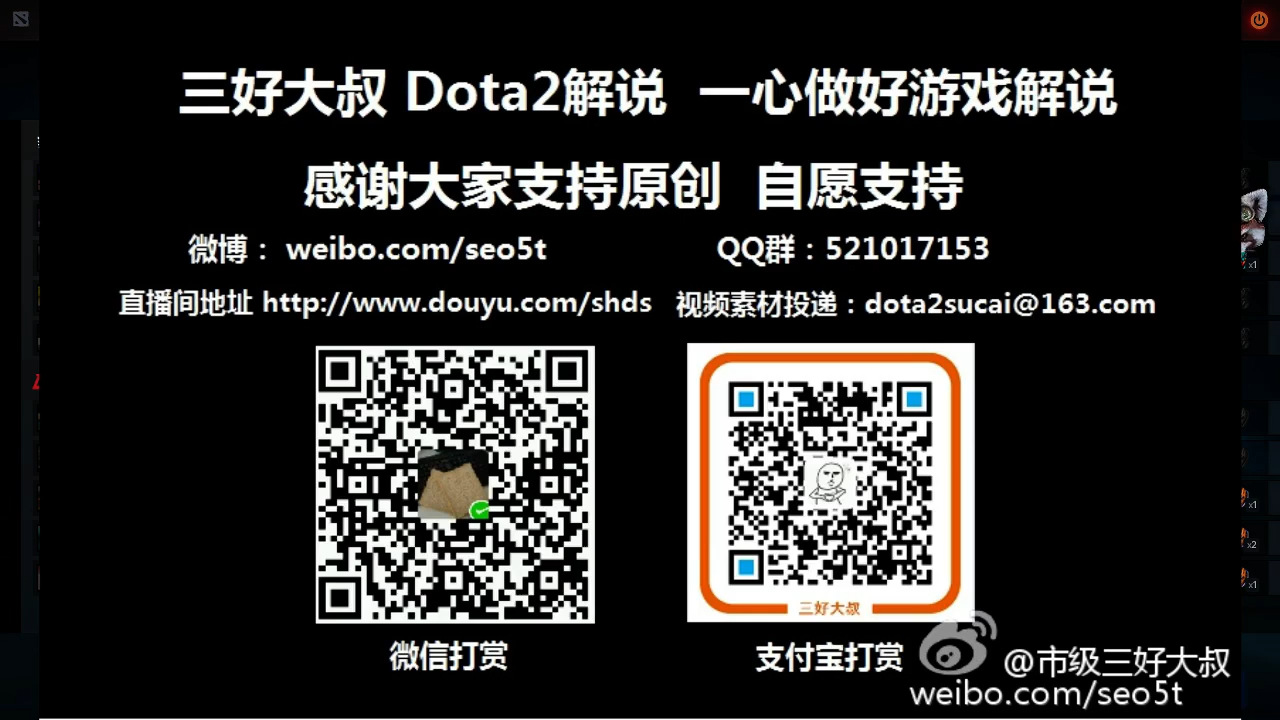 三好大叔 Dota2解说 一心做好游戏解说
感谢大家支持原创 自愿支持
微博： weibo.com/seo5t QQ群：521017153
直播间地址 http://www.douyu.com/shds 视频素材投递：dota2sucai@163.com
三好大叔
微信打赏 支付宝打赏
@市级三好大叔
weibo.com/seo5t
x1
x1
x2
x1